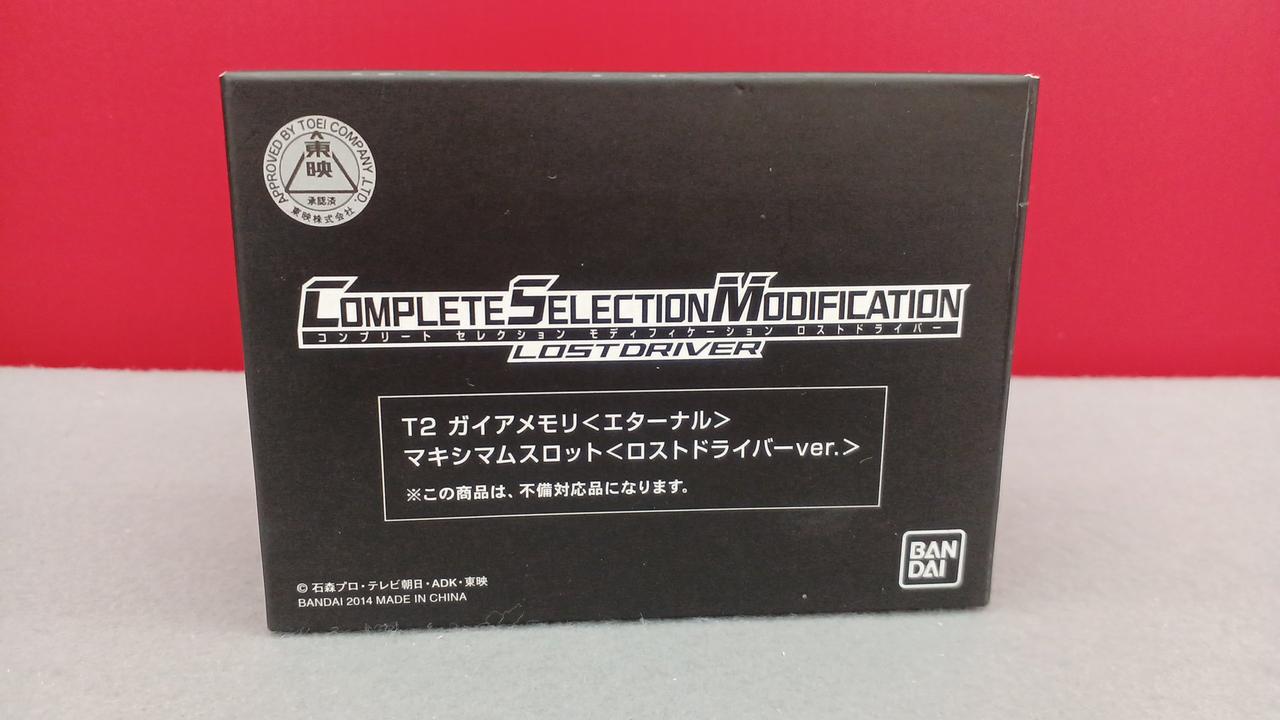 APPROVED BY TOEI COMPANY, LTD.
東映
承認済
東映株式会社
COMPLETE SELECTION MODIFICATION
コンプリート セレクション モディフィケーション ロストドライバー
LOSTDRIVER
T2 ガイアメモリ<エターナル>
マキシマムスロット<ロストドライバーver.>
※この商品は、不備対応品になります。
© 石森プロ・テレビ朝日・ADK・東映
BANDAI 2014 MADE IN CHINA
BAN
DAI